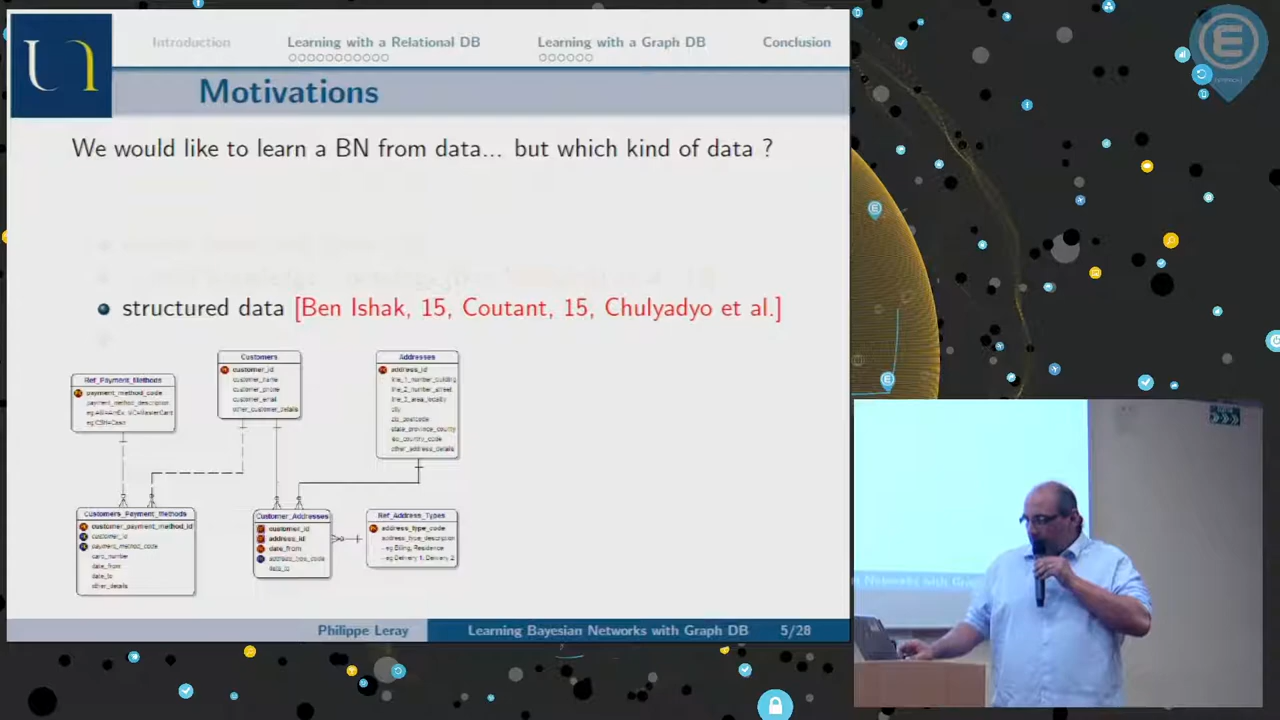 Introduction
Learning with a Relational DB
Learning with a Graph DB
Conclusion
Motivations
We would like to learn a BN from data... but which kind of data ?
structured data [Ben Ishak, 15, Coutant, 15, Chulyadyo et al.]
Ref_Payment_Methods
payment_method_code
payment_method_description
Customers
customer_id
customer_name
customer_phone
customer_email
other_customer_details
Addresses
address_id
line_1_number_building
line_2_number_street
line_3_area_locality
city
zip_postcode
state_province_county
iso_country_code
other_address_details
Customers_Payment_Methods
customer_payment_method_id
customer_id
payment_method_code
card_number
date_from
date_to
other_details
Customer_Addresses
customer_id
address_id
date_from
address_type_code
date_to
Ref_Address_Types
address_type_code
address_type_description
- eg Billing, Residence
Philippe Leray
Learning Bayesian Networks with Graph DB
5/28